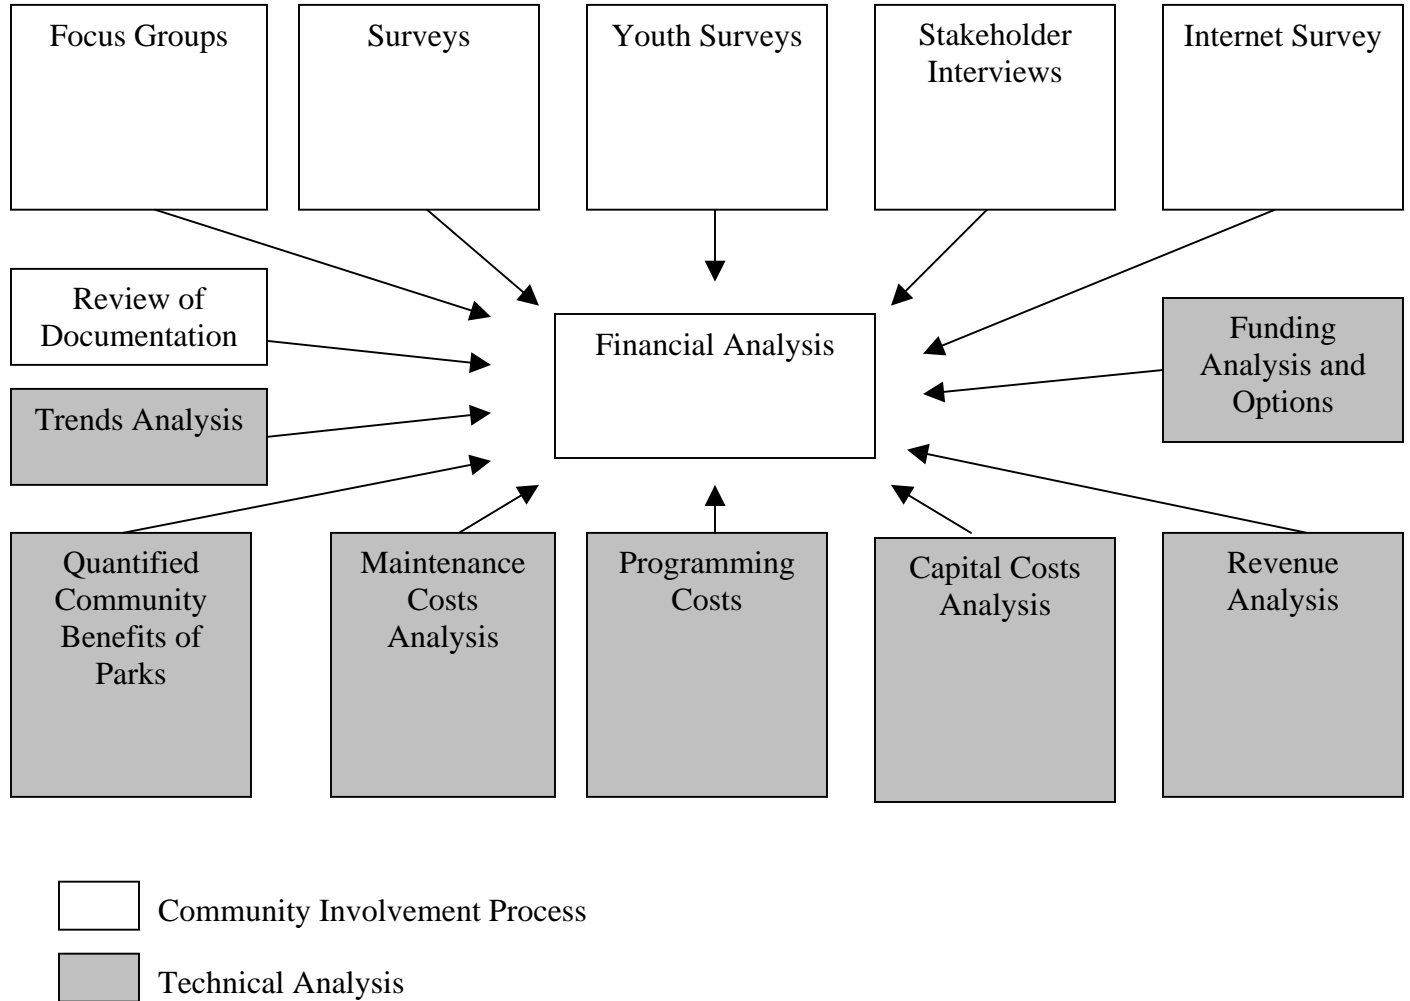 Focus Groups
Surveys
Youth Surveys
Stakeholder
Interviews
Internet Survey
Review of
Documentation
Financial Analysis
Funding
Analysis and
Options
Trends Analysis
Quantified
Community
Benefits of
Parks
Maintenance
Costs
Analysis
Programming
Costs
Capital Costs
Analysis
Revenue
Analysis
Community Involvement Process
Technical Analysis